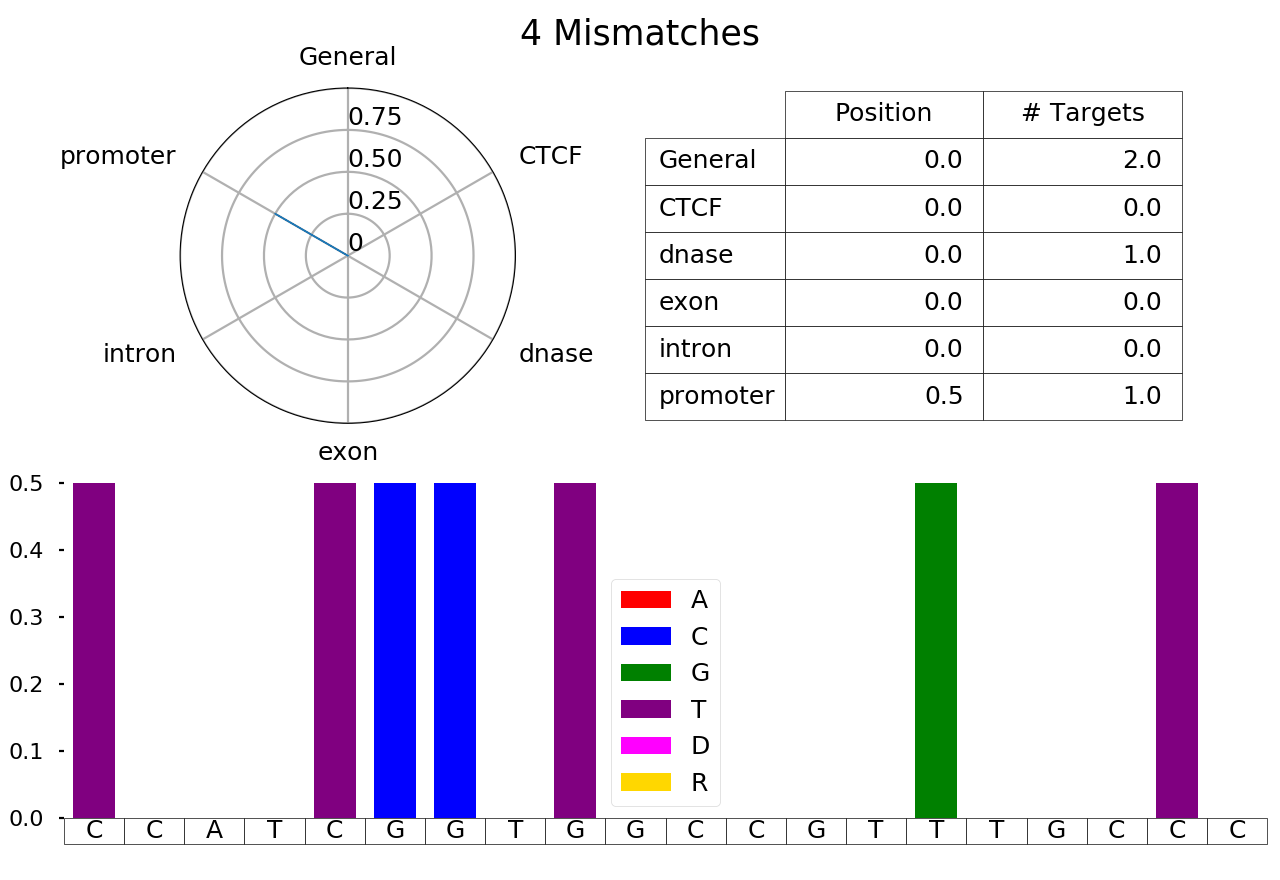 4 Mismatches
General
promoter
CTCF
intron
dnase
exon
0.75
0.50
0.25
0
Position # Targets
General 0.0 2.0
CTCF 0.0 0.0
dnase 0.0 1.0
exon 0.0 0.0
intron 0.0 0.0
promoter 0.5 1.0
0.5
0.4
0.3
0.2
0.1
0.0
A
C
G
T
D
R
C C A T C G G T G G C C G T T T G C C C